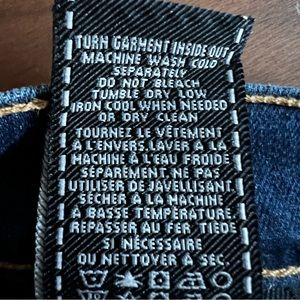 TURN GARMENT INSIDE OUT
MACHINE WASH COLD
SEPARATELY
DO NOT BLEACH
TUMBLE DRY LOW
IRON COOL WHEN NEEDED
OR DRY CLEAN
TOURNEZ LE VÊTEMENT
À L'ENVERS.LAVER À LA
MACHINE À L'EAU FROIDE
SÉPARÉMENT. NE PAS
UTILISER DE JAVELLISANT.
SÉCHER À LA MACHINE
À BASSE TEMPÉRATURE.
REPASSER AU FER TIEDE
SI NÉCESSAIRE
OU NETTOYER À SEC.